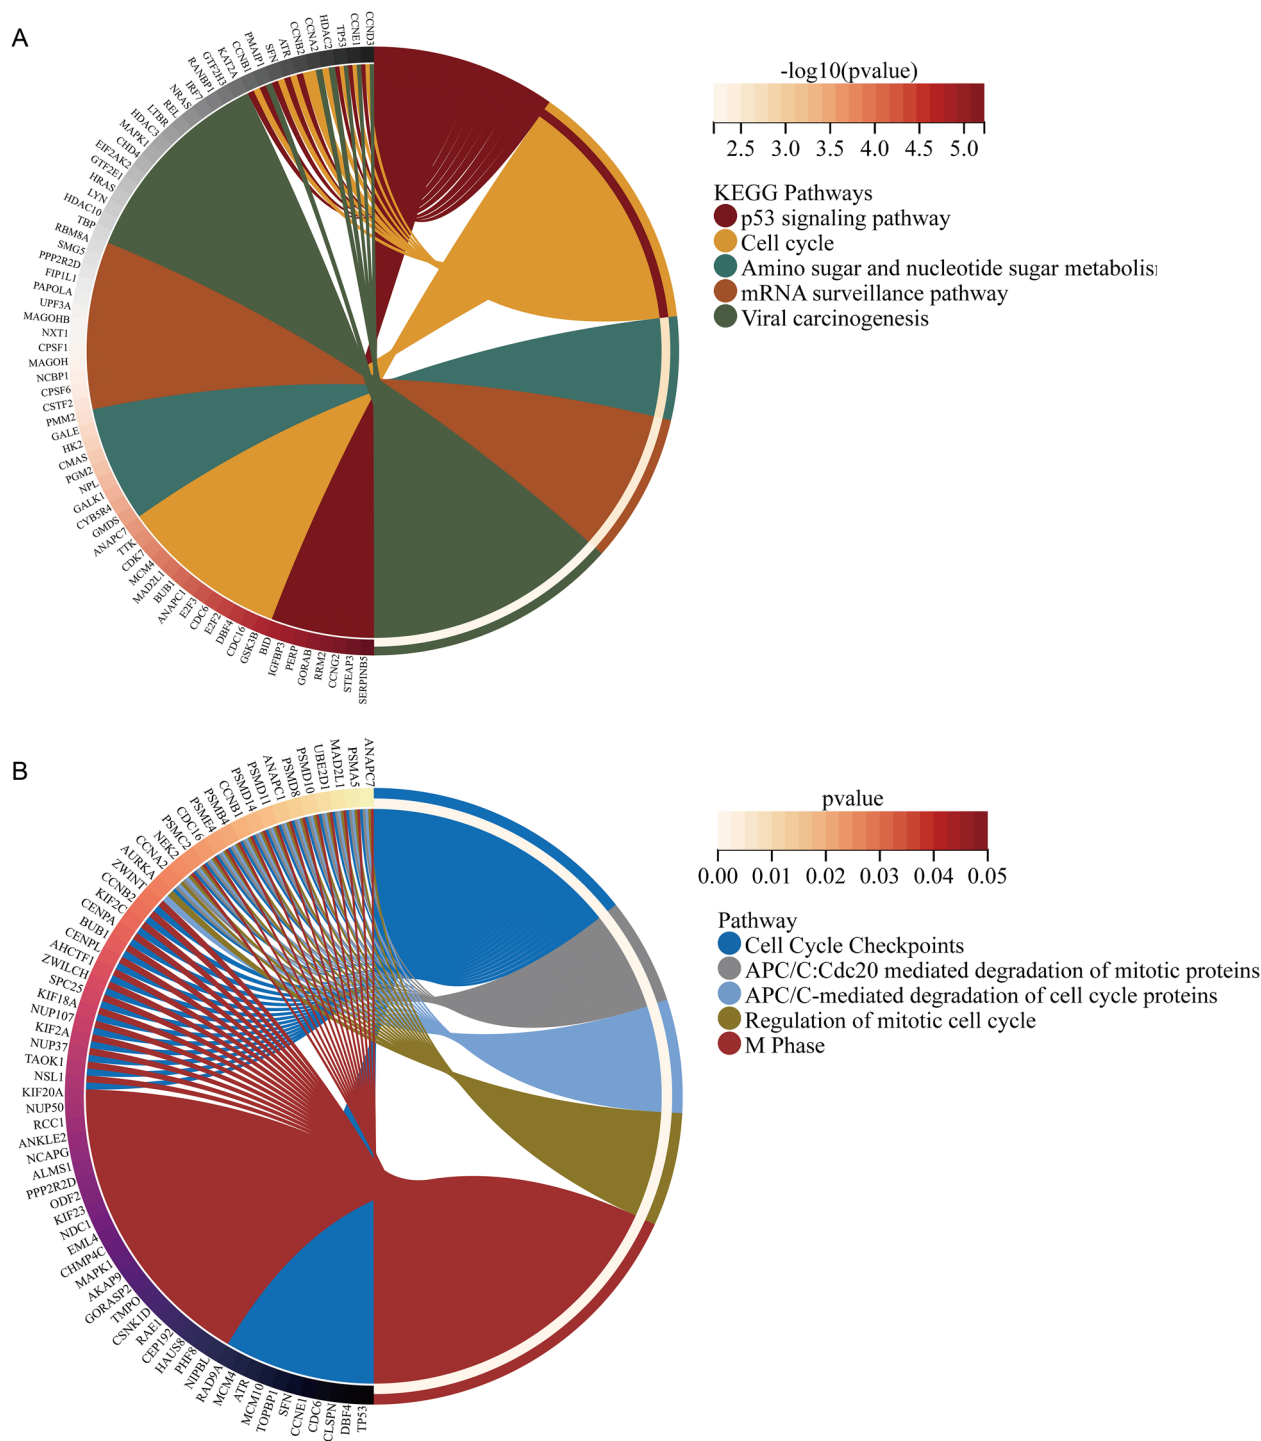 A
CCND3
CCNE1
TP53
HDAC2
CCNA2
CCNB2
ATR
SFN
PMAIP1
CCNB1
KAT2A
GTF2H3
RANBP1
IRF7
NRAS
REL
LTBR
HDAC3
MAPK1
CHD4
EIF2AK2
GTF2E1
HRAS
LYN
HDAC10
TBP
RBM8A
SMG5
PPP2R2D
FIP1L1
PAPOLA
UPF3A
MAGOHB
NXT1
CPSF1
MAGOH
NCBP1
CPSF6
CSTF2
PMM2
GALE
HK2
CMAS
PGM2
NPL
GALK1
CYB5R4
GMDS
ANAPC7
TTK
CDK7
MCM4
MAD2L1
BUB1
ANAPC1
E2F3
CDC6
E2F2
DBF4
CDC16
GSK3B
BID
IGFBP3
PERP
GORAB
RRM2
CCNG2
STEAP3
SERPINB5
-log10(pvalue)
2.5 3.0 3.5 4.0 4.5 5.0
KEGG Pathways
p53 signaling pathway
Cell cycle
Amino sugar and nucleotide sugar metabolis
mRNA surveillance pathway
Viral carcinogenesis
B
ANAPC7
PSMA5
MAD2L1
UBE2D1
PSMD10
PSMD8
ANAPC1
PSMD11
PSMD14
CCNB1
PSMB4
PSME4
CDC16
PSMC2
NEK2
CCNA2
AURKA
ZWINT
CCNB2
KIF2C
CENPA
BUB1
CENPL
AHCTF1
ZWILCH
SPC25
KIF18A
NUP107
KIF2A
NUP37
TAOK1
NSL1
KIF20A
NUP50
RCC1
ANKLE2
NCAPG
ALMS1
PPP2R2D
ODF2
KIF23
NDC1
EML4
CHMP4C
MAPK1
AKAP9
GORASP2
TMPO
CSNK1D
RAE1
CEP192
HAUS8
PHF8
NIPBL
RAD9A
MCM4
ATR
MCM10
TOPBP1
SFN
CCNE1
CDC6
CLSPN
DBF4
TP53
pvalue
0.00 0.01 0.02 0.03 0.04 0.05
Pathway
Cell Cycle Checkpoints
APC/C:Cdc20 mediated degradation of mitotic proteins
APC/C-mediated degradation of cell cycle proteins
Regulation of mitotic cell cycle
M Phase